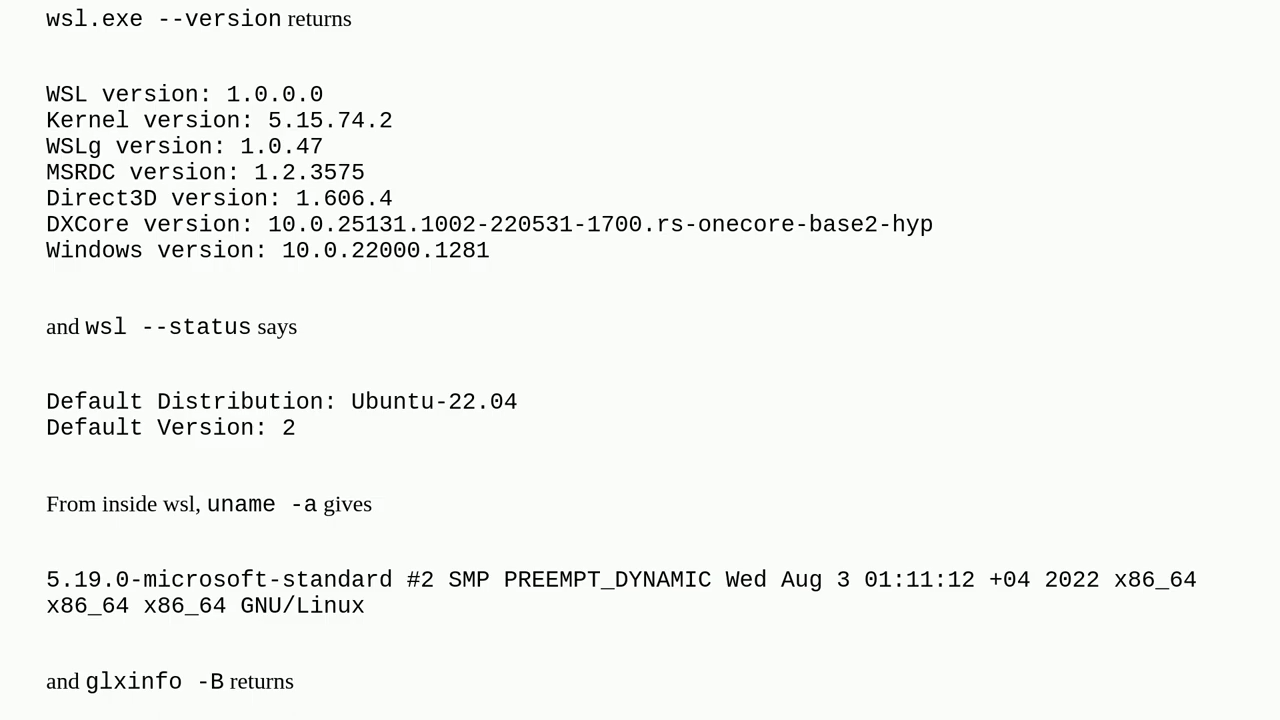 wsl.exe --version returns
WSL version: 1.0.0.0
Kernel version: 5.15.74.2
WSLg version: 1.0.47
MSRDC version: 1.2.3575
Direct3D version: 1.606.4
DXCore version: 10.0.25131.1002-220531-1700.rs-onecore-base2-hyp
Windows version: 10.0.22000.1281
and wsl --status says
Default Distribution: Ubuntu-22.04
Default Version: 2
From inside wsl, uname -a gives
5.19.0-microsoft-standard #2 SMP PREEMPT_DYNAMIC Wed Aug 3 01:11:12 +04 2022 x86_64
x86_64 x86_64 GNU/Linux
and glxinfo -B returns